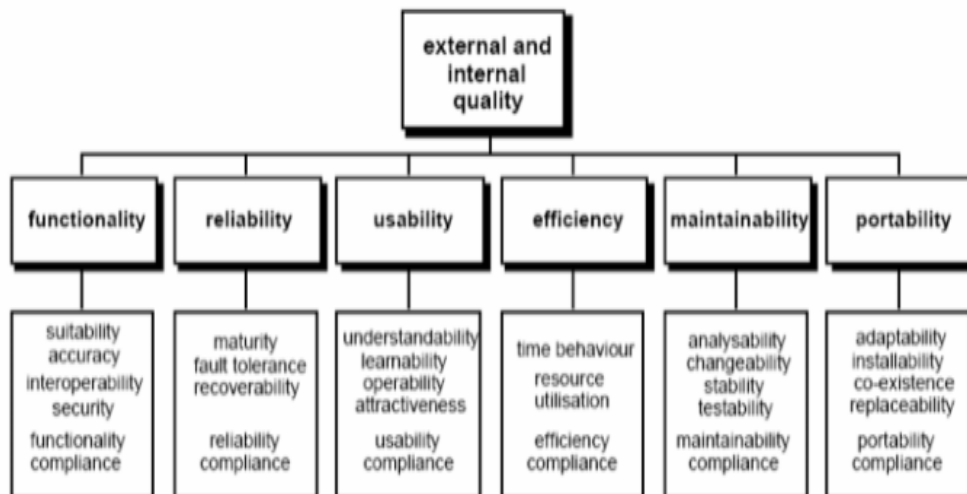 external and
internal
quality
functionality
reliability
usability
efficiency
maintainability
portability
suitability
accuracy
interoperability
security
functionality
compliance
maturity
fault tolerance
recoverability
reliability
compliance
understandability
learnability
operability
attractiveness
usability
compliance
time behaviour
resource
utilisation
efficiency
compliance
analysability
changeability
stability
testability
maintainability
compliance
adaptability
installability
co-existence
replaceability
portability
compliance